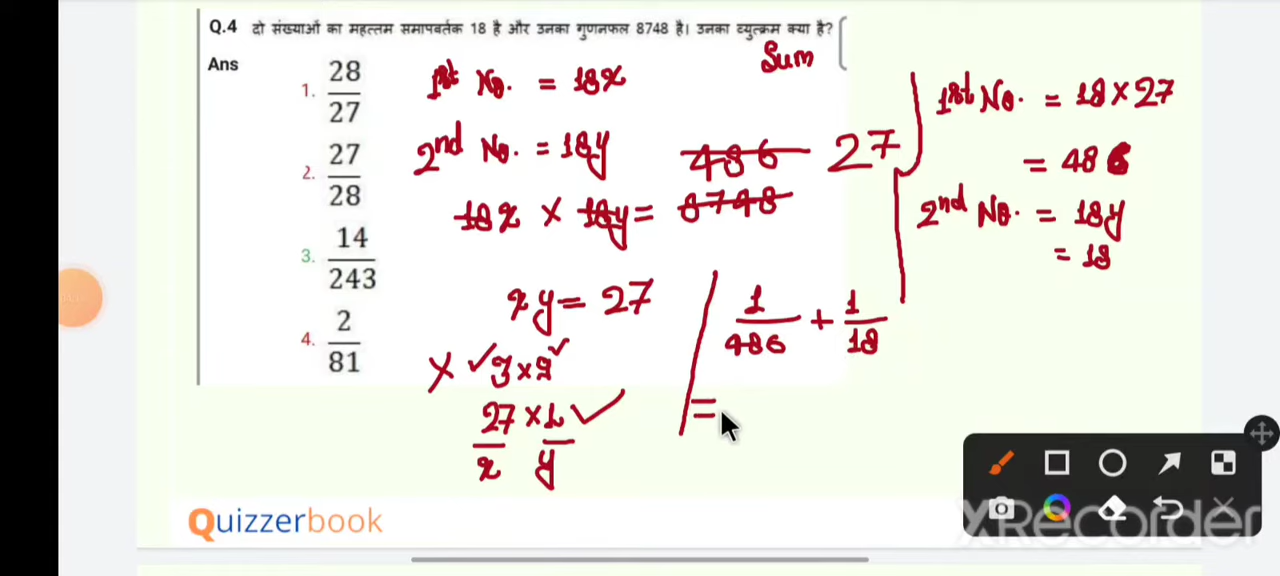 Q.4 दो संख्याओं का महत्तम समापवर्तक 18 है और उनका गुणनफल 8748 है। उनका व्युत्क्रम क्या है?
Sum
Ans
1. 28/27
2. 27/28
3. 14/243
4. 2/81
1st No. = 18x
2nd No. = 18y
486 27
18x × 18y = 8748
xy = 27
× ✓3 × 9✓
27 × 1 ✓
x y
1st No. = 18 × 27
= 486
2nd No. = 18y
= 18
1/486 + 1/18
=
Quizzerbook
XRecorder